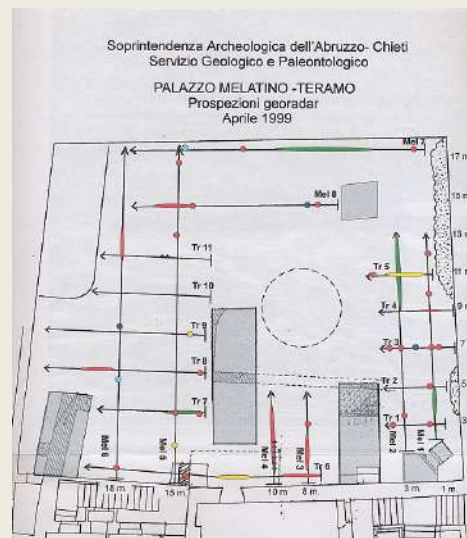 Soprintendenza Archeologica dell'Abruzzo- Chieti
Servizio Geologico e Paleontologico
PALAZZO MELATINO -TERAMO
Prospezioni georadar
Aprile 1999
Mel 7
17 m.
Mel 8
15 m.
13
Tr 11
Tr 5
11
Tr 10
Tr 4
9 m
Tr 9
Tr 3
7
Tr 8
Tr 2
5
Tr 7
Tr 1
3
Mel 6
Mel 5
Mel 4
Mel 3
Mel 2
Mel 1
Tr 6
18 m.
15 m.
10 m
8 m.
3 m.
1 m.